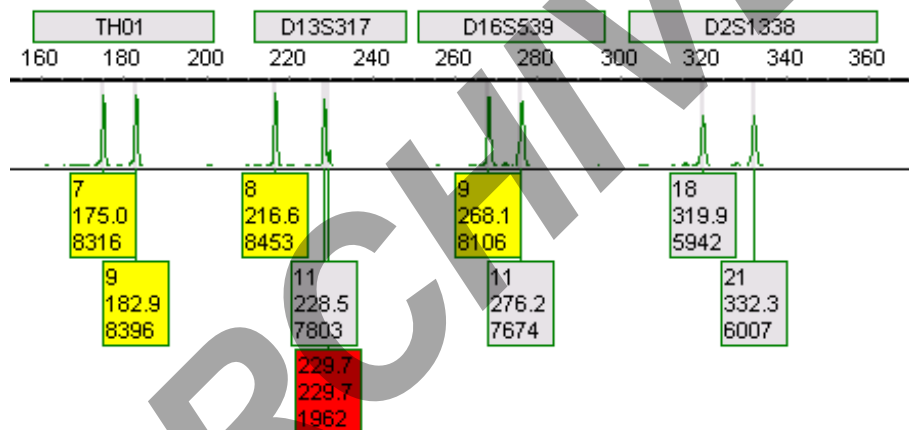 TH01 D13S317 D16S539 D2S1338
160 180 200 220 240 260 280 300 320 340 360
7 8 9 18
175.0 216.6 268.1 319.9
8316 8453 8106 5942
9 11 11 21
182.9 228.5 276.2 332.3
8396 7803 7674 6007
229.7
229.7
1962
RCHIVE